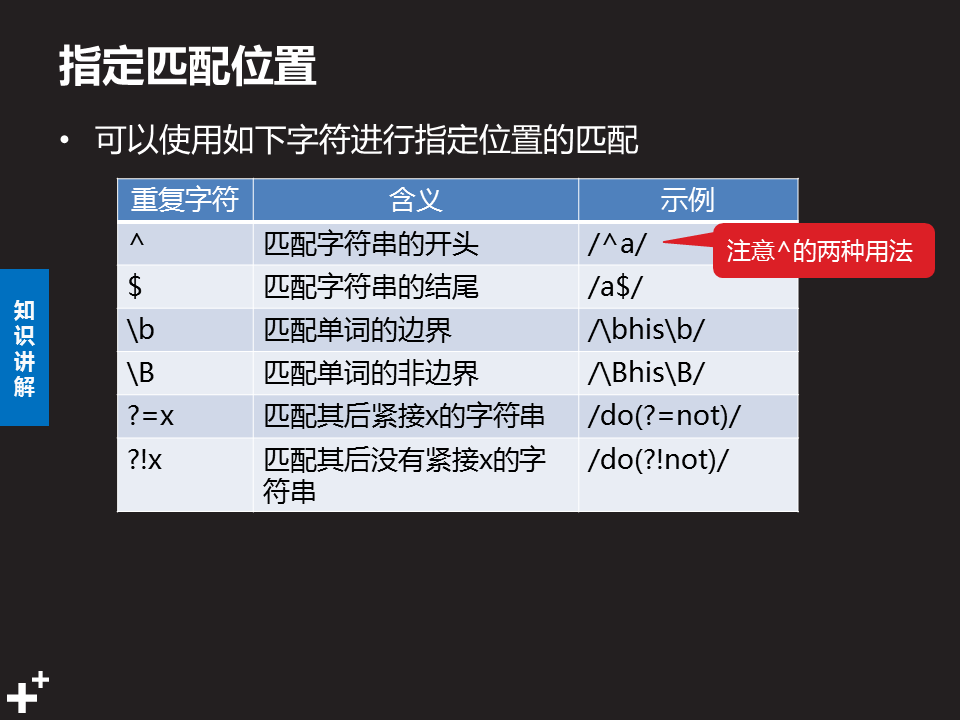 指定匹配位置
• 可以使用如下字符进行指定位置的匹配
重复字符 含义 示例
^ 匹配字符串的开头 /^a/
注意^的两种用法
$ 匹配字符串的结尾 /a$/
\b 匹配单词的边界 /\bhis\b/
\B 匹配单词的非边界 /\Bhis\B/
?=x 匹配其后紧接x的字符串 /do(?=not)/
?!x 匹配其后没有紧接x的字 /do(?!not)/
符串
知
识
讲
解